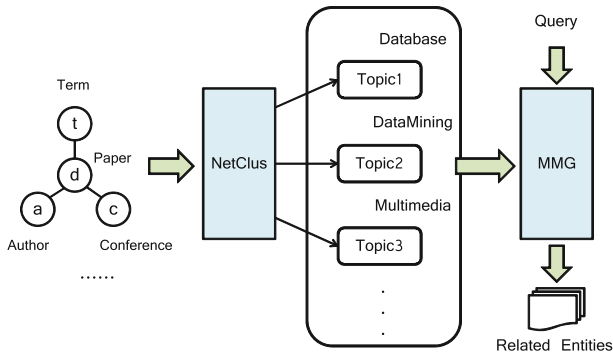 Term
t
Paper
d
a
c
Author
Conference
......
NetClus
Database
Topic1
DataMining
Topic2
Multimedia
Topic3
.
.
.
Query
MMG
Related Entities